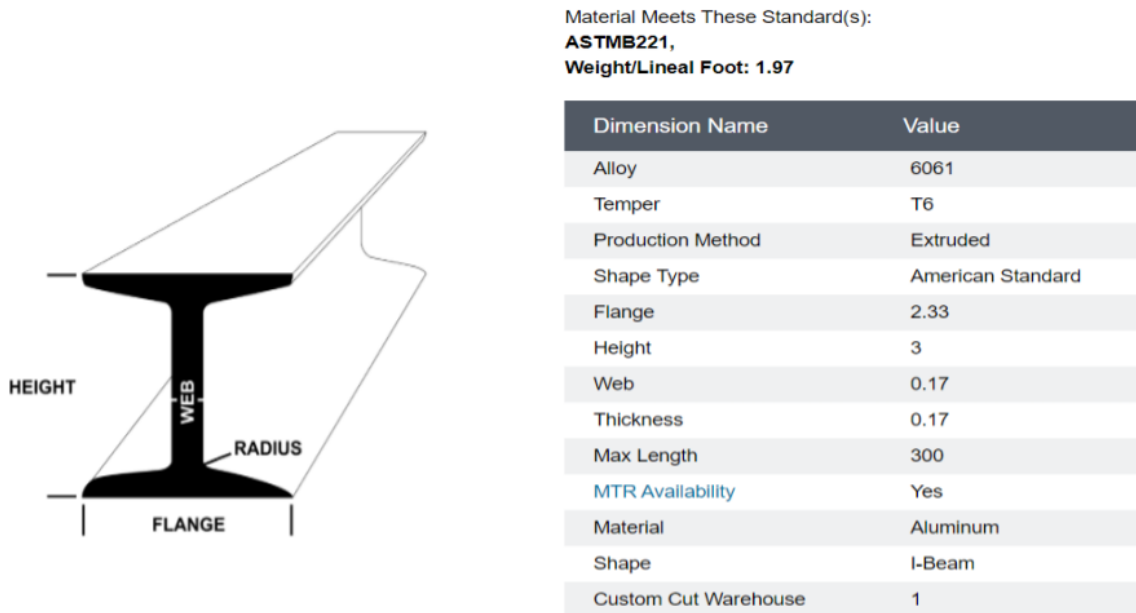 Material Meets These Standard(s):
ASTMB221,
Weight/Lineal Foot: 1.97
Dimension Name Value
Alloy 6061
Temper T6
Production Method Extruded
Shape Type American Standard
Flange 2.33
Height 3
Web 0.17
Thickness 0.17
Max Length 300
MTR Availability Yes
Material Aluminum
Shape I-Beam
Custom Cut Warehouse 1
HEIGHT
WEB
RADIUS
FLANGE